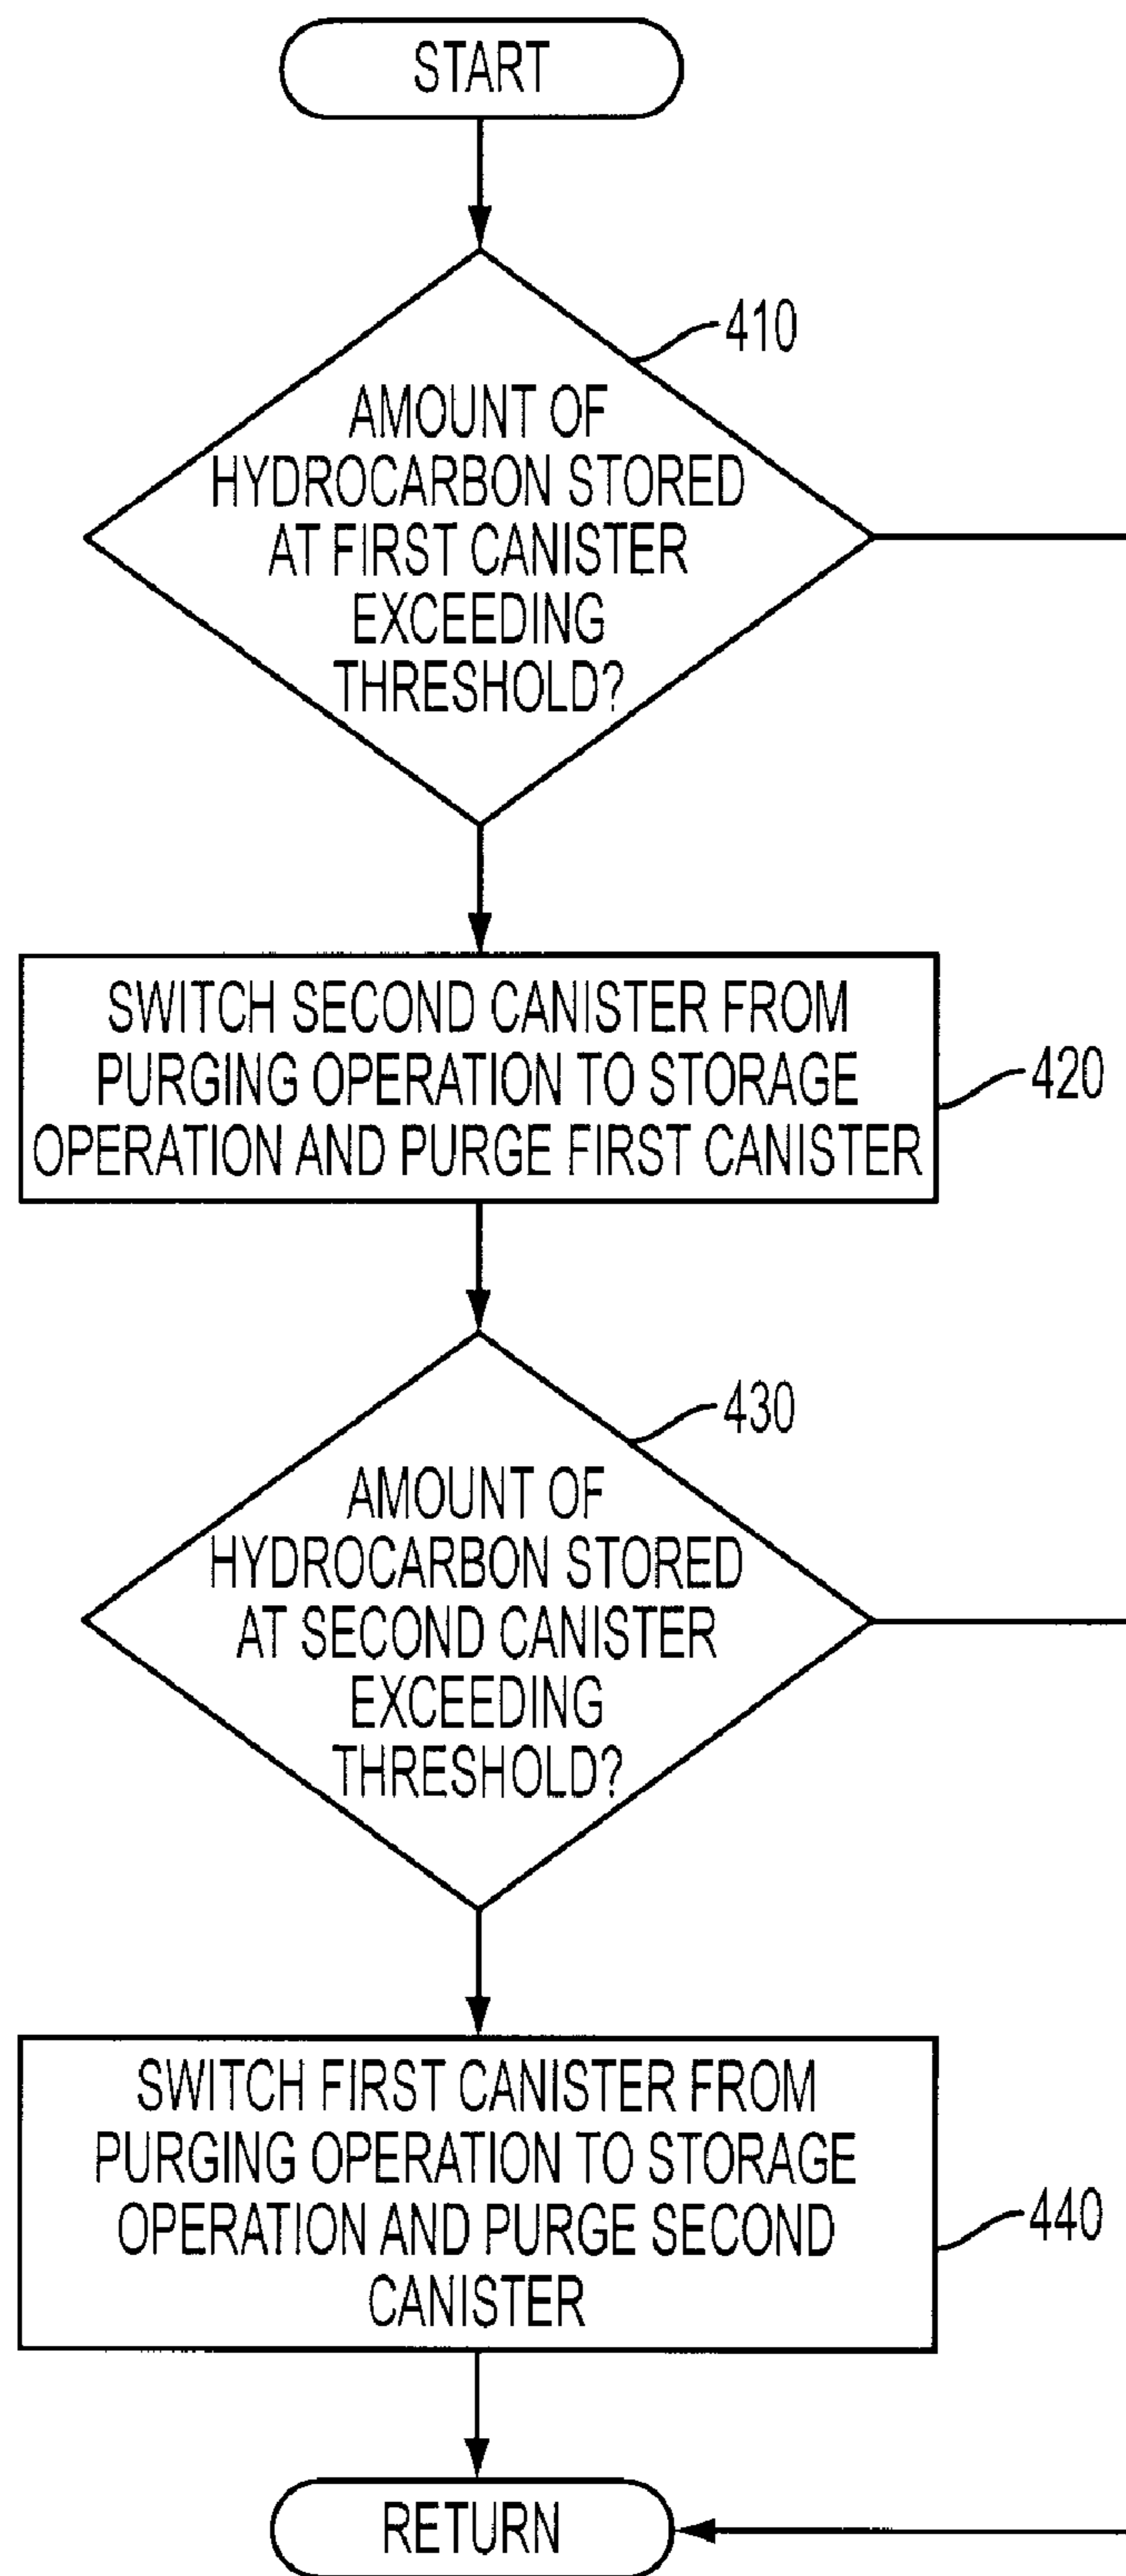 START
410
AMOUNT OF
HYDROCARBON STORED
AT FIRST CANISTER
EXCEEDING
THRESHOLD?
SWITCH SECOND CANISTER FROM
PURGING OPERATION TO STORAGE
OPERATION AND PURGE FIRST CANISTER
420
430
AMOUNT OF
HYDROCARBON STORED
AT SECOND CANISTER
EXCEEDING
THRESHOLD?
SWITCH FIRST CANISTER FROM
PURGING OPERATION TO STORAGE
OPERATION AND PURGE SECOND
CANISTER
440
RETURN